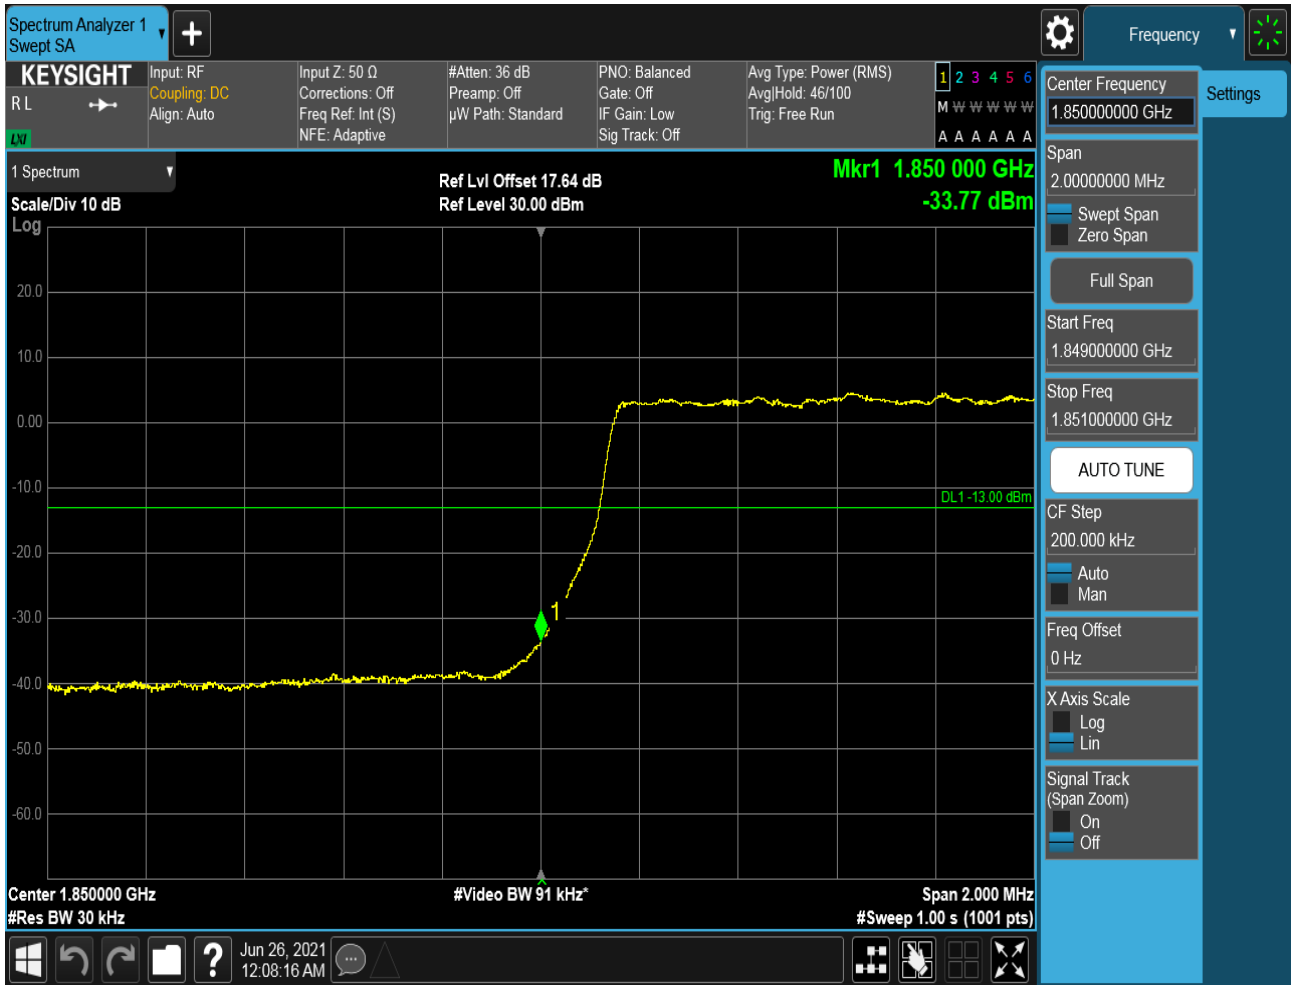 Spectrum Analyzer 1
Swept SA
Frequency
KEYSIGHT
R L
LXI
Input: RF
Coupling: DC
Align: Auto
Input Z: 50 Ω
Corrections: Off
Freq Ref: Int (S)
NFE: Adaptive
#Atten: 36 dB
Preamp: Off
µW Path: Standard
PNO: Balanced
Gate: Off
IF Gain: Low
Sig Track: Off
Avg Type: Power (RMS)
Avg|Hold: 46/100
Trig: Free Run
1 2 3 4 5 6
M W W W W W
A A A A A A
1 Spectrum
Scale/Div 10 dB
Log
Ref Lvl Offset 17.64 dB
Ref Level 30.00 dBm
Mkr1 1.850 000 GHz
-33.77 dBm
20.0
10.0
0.00
-10.0
-20.0
-30.0
-40.0
-50.0
-60.0
DL1 -13.00 dBm
1
Center 1.850000 GHz
#Res BW 30 kHz
#Video BW 91 kHz*
Span 2.000 MHz
#Sweep 1.00 s (1001 pts)
?
Jun 26, 2021
12:08:16 AM
Center Frequency
1.850000000 GHz
Settings
Span
2.00000000 MHz
Swept Span
Zero Span
Full Span
Start Freq
1.849000000 GHz
Stop Freq
1.851000000 GHz
AUTO TUNE
CF Step
200.000 kHz
Auto
Man
Freq Offset
0 Hz
X Axis Scale
Log
Lin
Signal Track
(Span Zoom)
On
Off